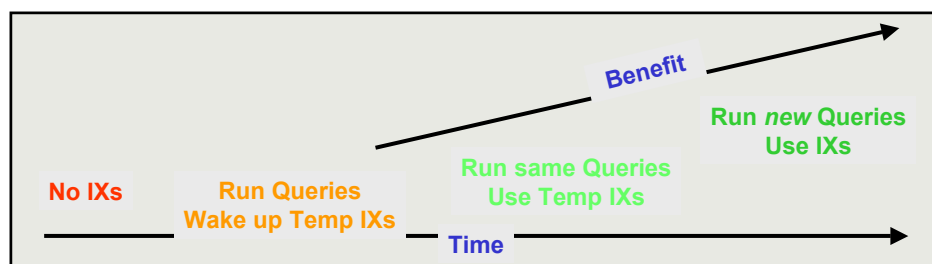 Benefit
Run new Queries
Use IXs
Run same Queries
Use Temp IXs
No IXs
Run Queries
Wake up Temp IXs
Time